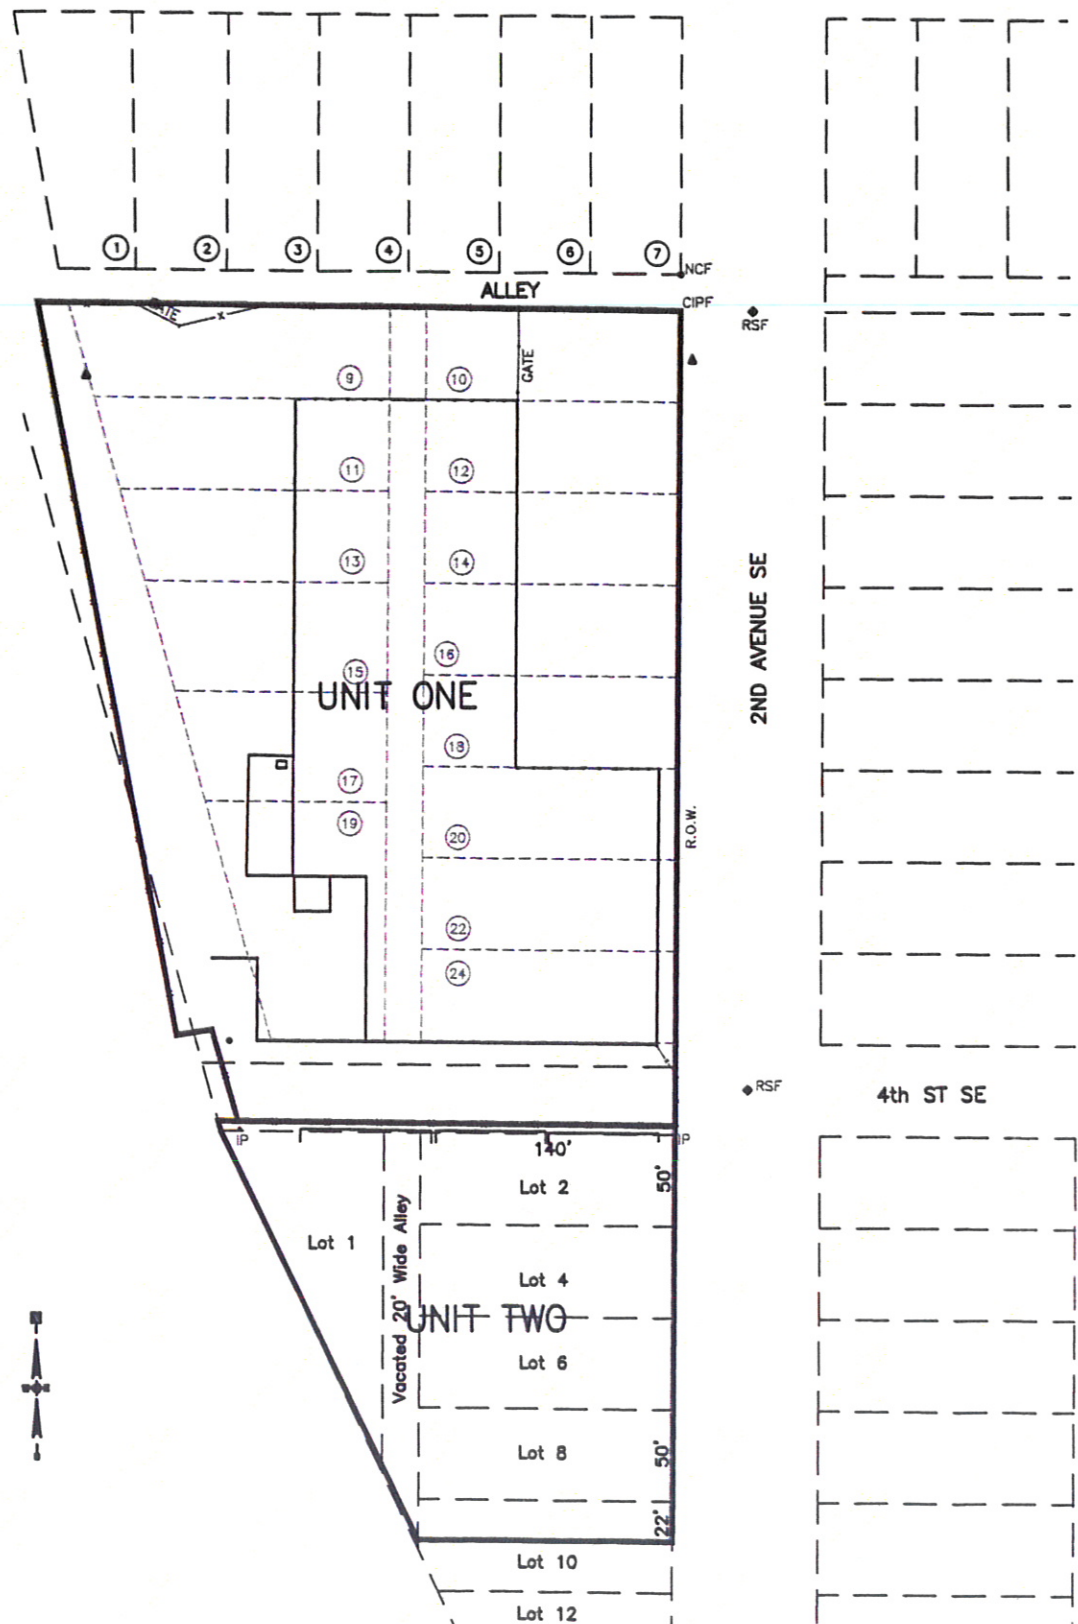 1
2
3
4
5
6
7
NCF
ALLEY
CIPF
GATE
RSF
GATE
9
10
11
12
13
14
2ND AVENUE SE
16
15
UNIT ONE
18
17
19
20
R.O.W.
22
24
RSF
4th ST SE
IP
IP
140'
50'
Lot 2
Lot 1
Vacated 20' Wide Alley
Lot 4
UNIT TWO
Lot 6
Lot 8
50'
22'
Lot 10
Lot 12